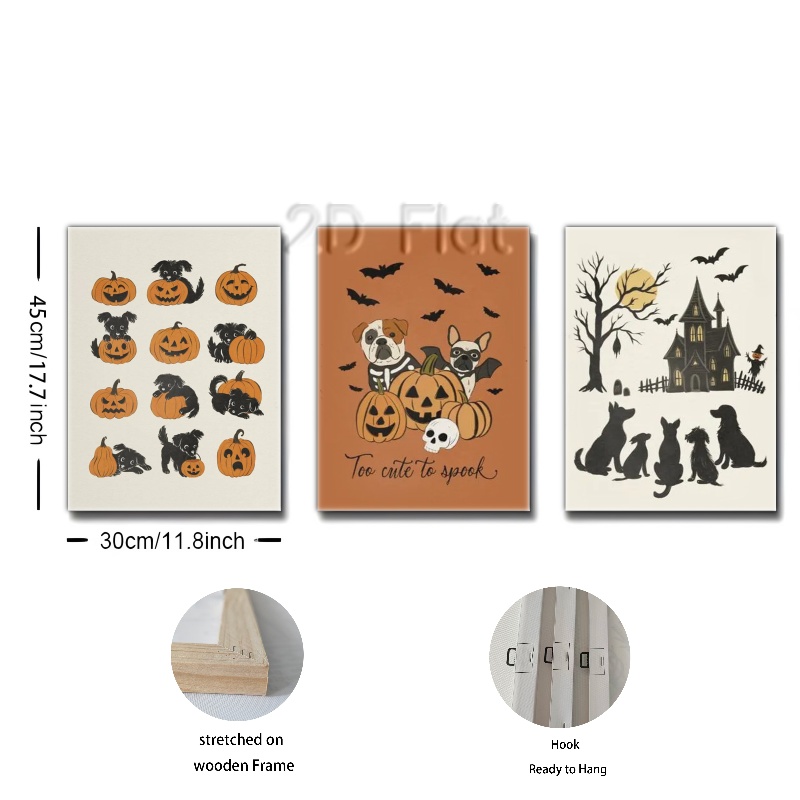 2D Flat
45cm/17.7inch
Too cute to spook
30cm/11.8inch
stretched on
wooden Frame
Hook
Ready to Hang